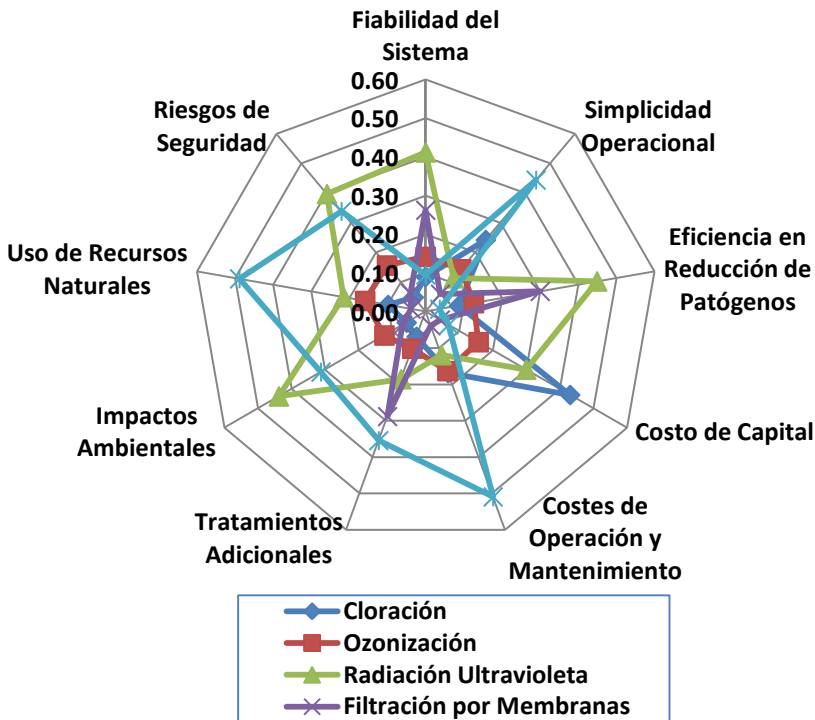 Fiabilidad del
Sistema
Simplicidad
Operacional
Eficiencia en
Reducción de
Patógenos
Costo de Capital
Costes de
Operación y
Mantenimiento
Tratamientos
Adicionales
Impactos
Ambientales
Uso de Recursos
Naturales
Riesgos de
Seguridad
0.60
0.50
0.40
0.30
0.20
0.10
0.00
Cloración
Ozonización
Radiación Ultravioleta
Filtración por Membranas